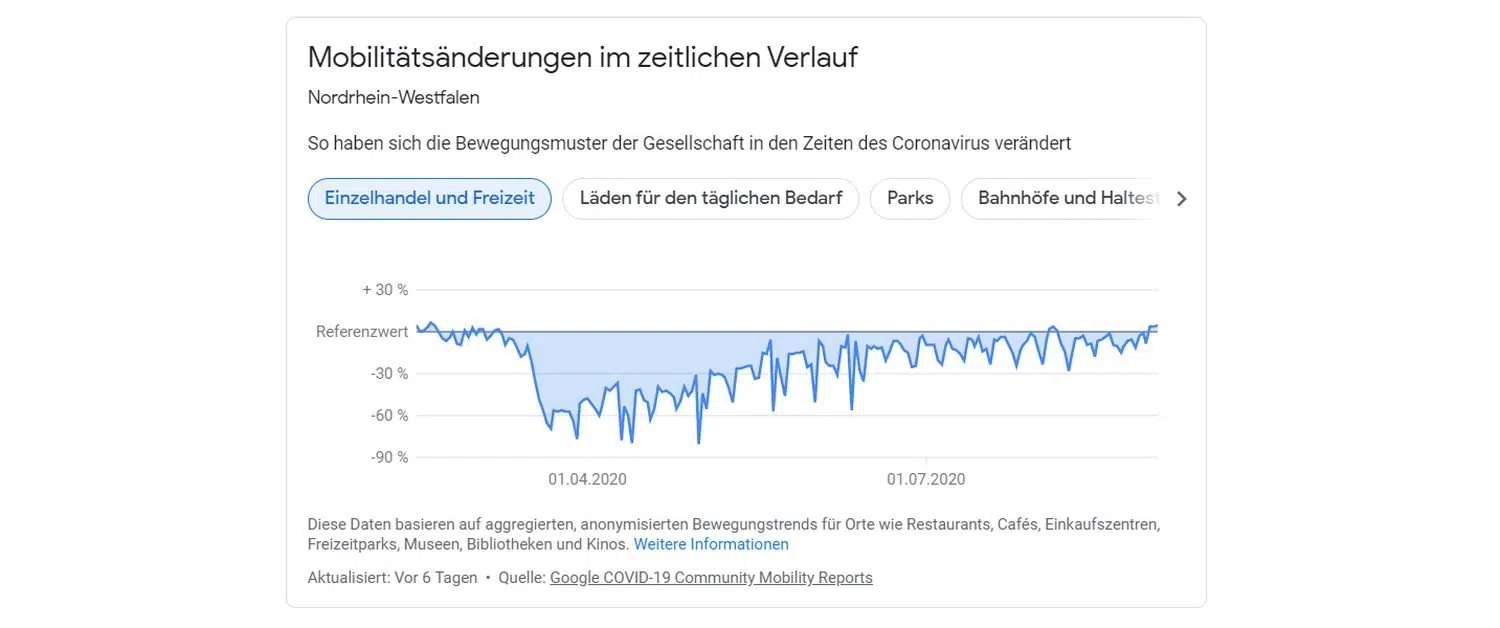 Mobilitätsänderungen im zeitlichen Verlauf
Nordrhein-Westfalen
So haben sich die Bewegungsmuster der Gesellschaft in den Zeiten des Coronavirus verändert
Einzelhandel und Freizeit Läden für den täglichen Bedarf Parks Bahnhöfe und Haltest
+ 30 %
Referenzwert
-30 %
-60 %
-90 %
01.04.2020 01.07.2020
Diese Daten basieren auf aggregierten, anonymisierten Bewegungstrends für Orte wie Restaurants, Cafés, Einkaufszentren,
Freizeitparks, Museen, Bibliotheken und Kinos. Weitere Informationen
Aktualisiert: Vor 6 Tagen • Quelle: Google COVID-19 Community Mobility Reports